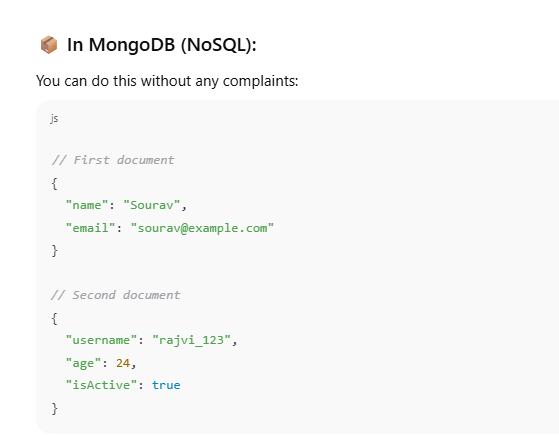 📦 In MongoDB (NoSQL):
You can do this without any complaints:
js
// First document
{
  "name": "Sourav",
  "email": "sourav@example.com"
}
// Second document
{
  "username": "rajvi_123",
  "age": 24,
  "isActive": true
}